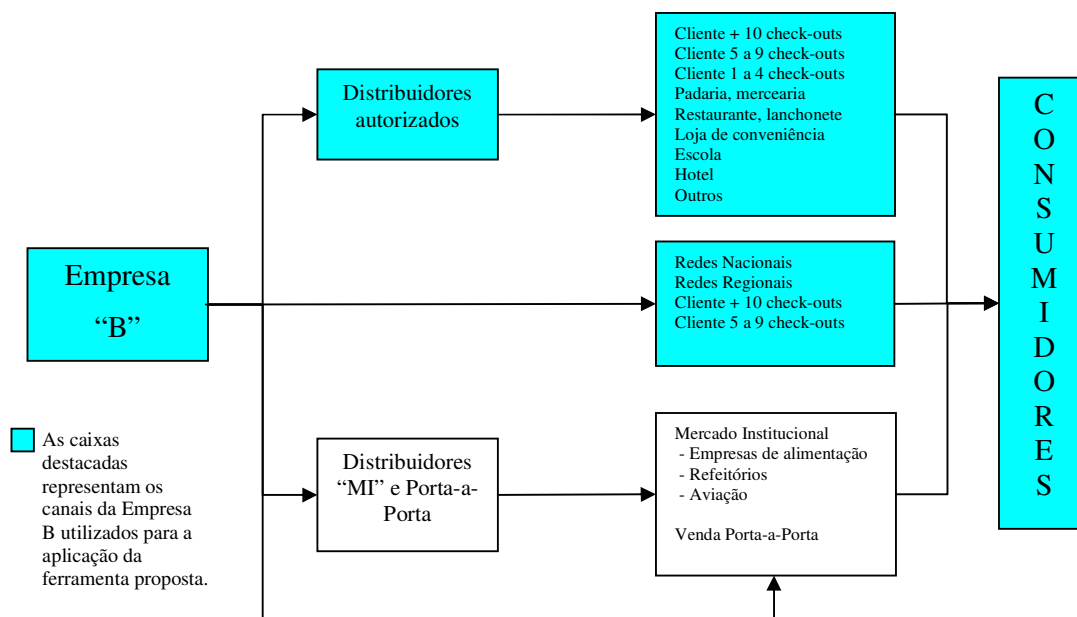 Cliente + 10 check-outs
Cliente 5 a 9 check-outs
Cliente 1 a 4 check-outs
Padaria, mercearia
Restaurante, lanchonete
Loja de conveniência
Escola
Hotel
Outros
Distribuidores
autorizados
Empresa
“B”
Redes Nacionais
Redes Regionais
Cliente + 10 check-outs
Cliente 5 a 9 check-outs
C
O
N
S
U
M
I
D
O
R
E
S
As caixas
destacadas
representam os
canais da Empresa
B utilizados para a
aplicação da
ferramenta proposta.
Distribuidores
“MI” e Porta-a-
Porta
Mercado Institucional
- Empresas de alimentação
- Refeitórios
- Aviação
Venda Porta-a-Porta